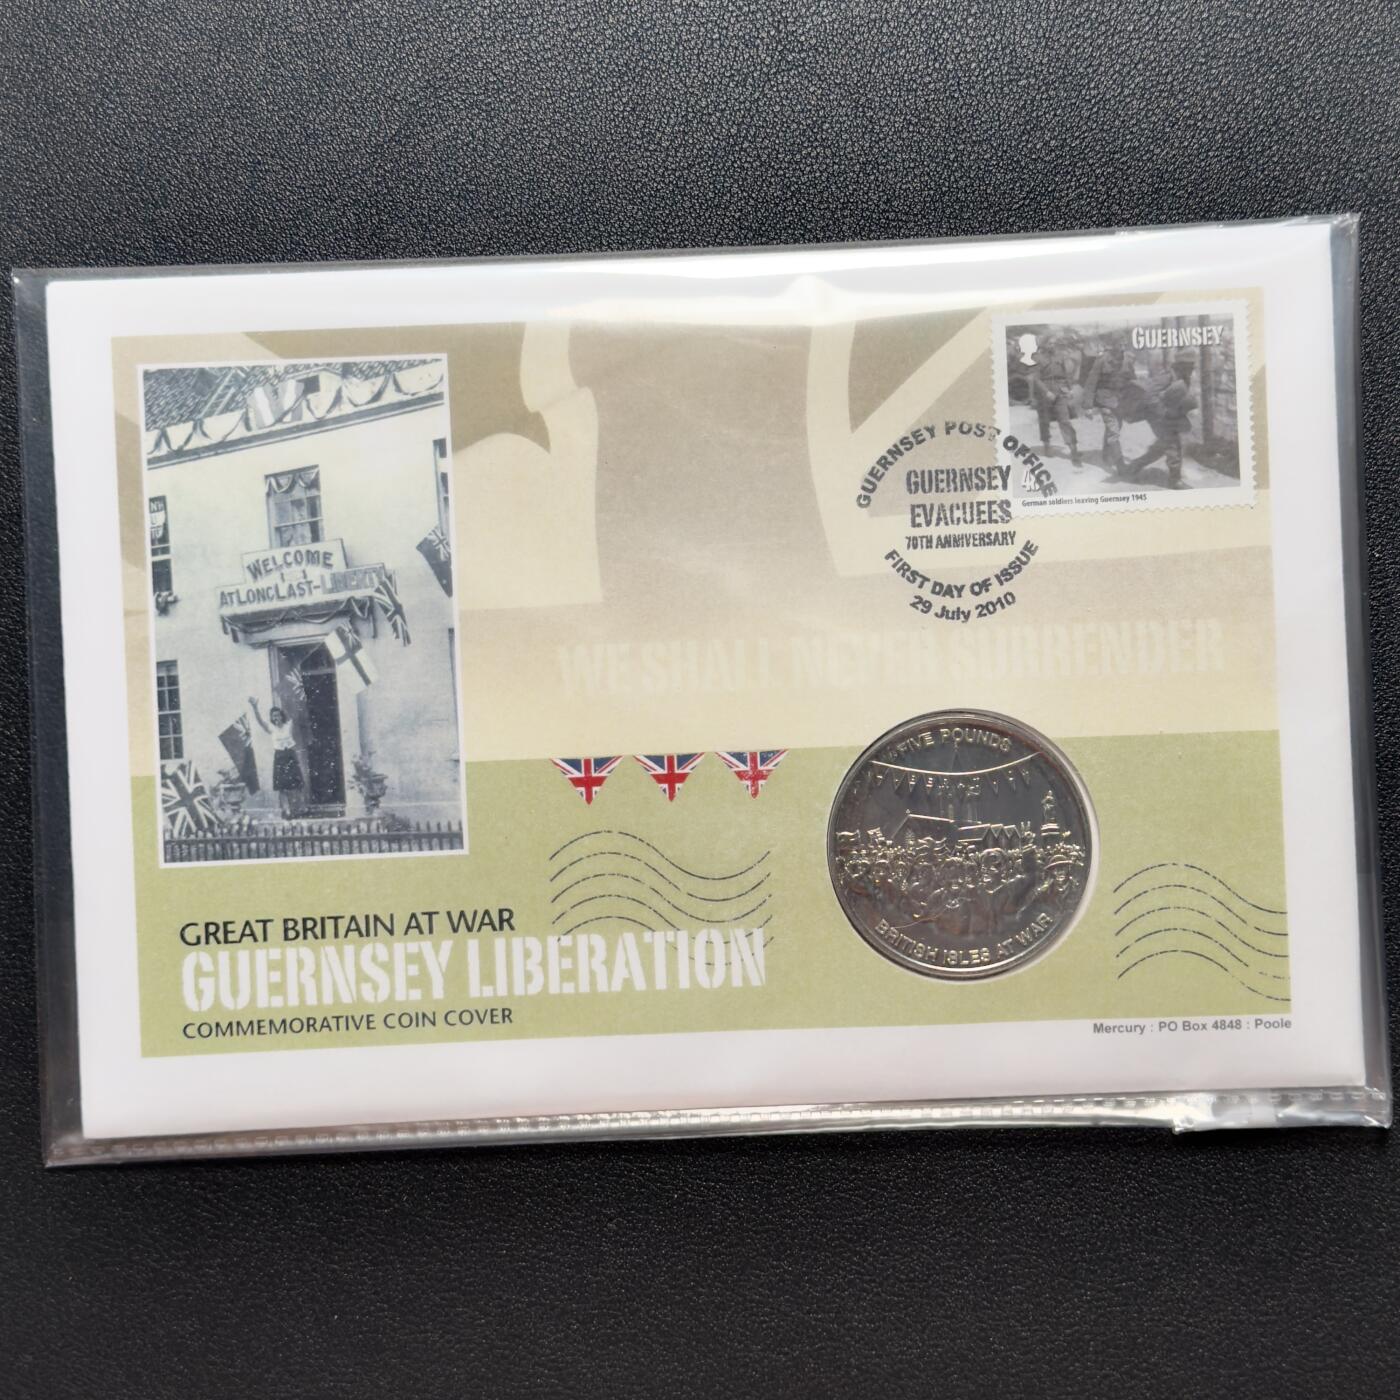 GUERNSEY
German soldiers leaving Guernsey 1945
GUERNSEY POST OFFICE
GUERNSEY
EVACUEES
70TH ANNIVERSARY
FIRST DAY OF ISSUE
29 July 2010
WELCOME
AT LONG LAST-LIBERTY
WE SHALL NEVER SURRENDER
FIVE POUNDS
LIBERATION
BRITISH ISLES AT WAR
GREAT BRITAIN AT WAR
GUERNSEY LIBERATION
COMMEMORATIVE COIN COVER
Mercury : PO Box 4848 : Poole